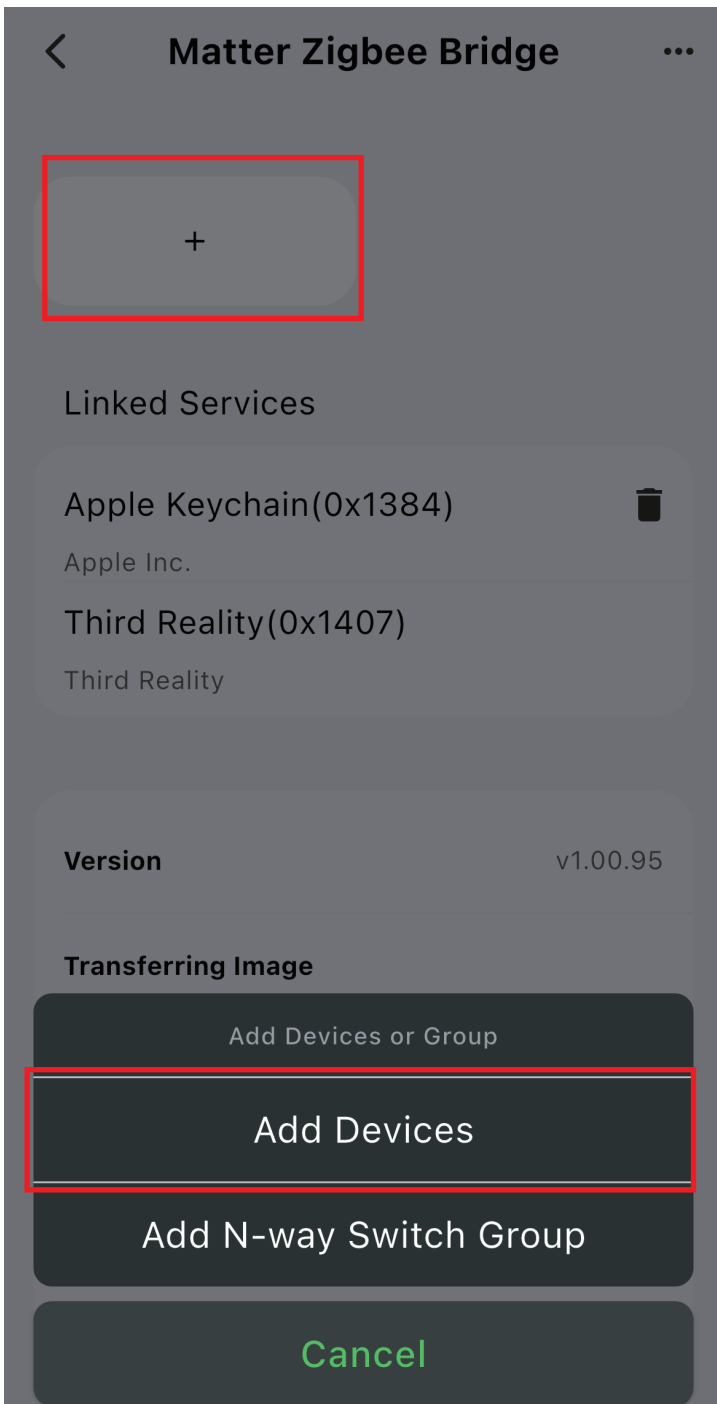 Matter Zigbee Bridge
+
Linked Services
Apple Keychain(0x1384)
Apple Inc.
Third Reality(0x1407)
Third Reality
Version v1.00.95
Transferring Image
Add Devices or Group
Add Devices
Add N-way Switch Group
Cancel